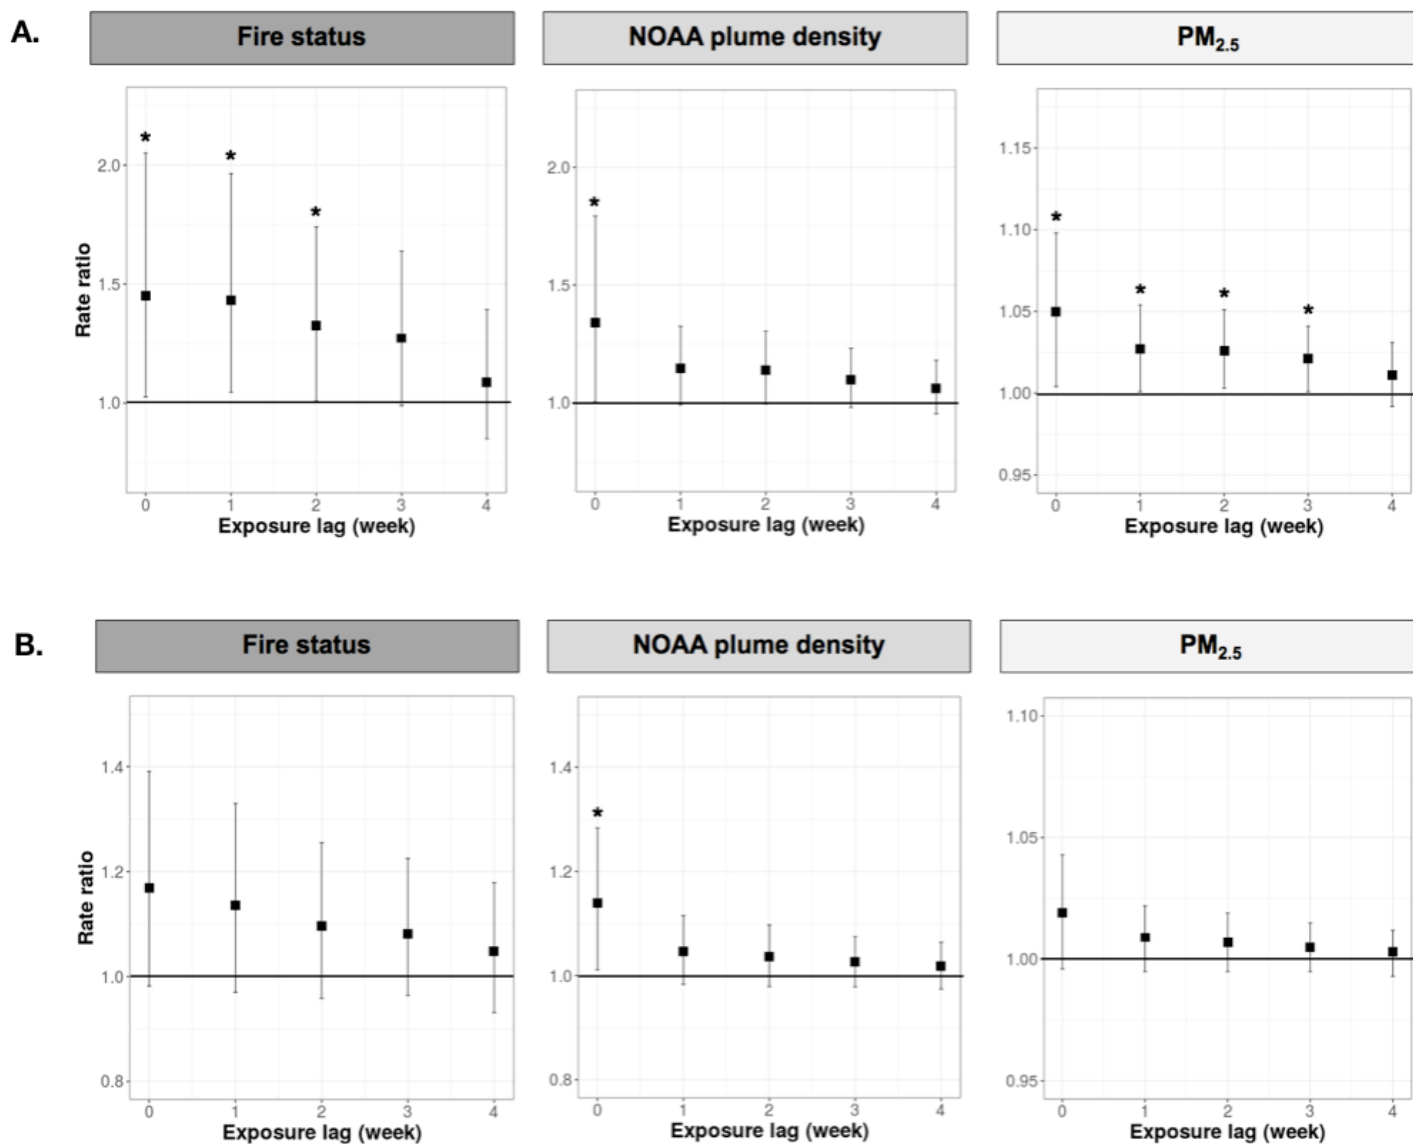 A.
Fire status
NOAA plume density
PM2.5
Rate ratio
2.0
1.5
1.0
*
*
*
0 1 2 3 4
Exposure lag (week)
2.0
1.5
1.0
*
0 1 2 3 4
Exposure lag (week)
1.15
1.10
1.05
1.00
0.95
*
*
*
*
0 1 2 3 4
Exposure lag (week)
B.
Fire status
NOAA plume density
PM2.5
Rate ratio
1.4
1.2
1.0
0.8
0 1 2 3 4
Exposure lag (week)
1.4
1.2
1.0
0.8
*
0 1 2 3 4
Exposure lag (week)
1.10
1.05
1.00
0.95
0 1 2 3 4
Exposure lag (week)